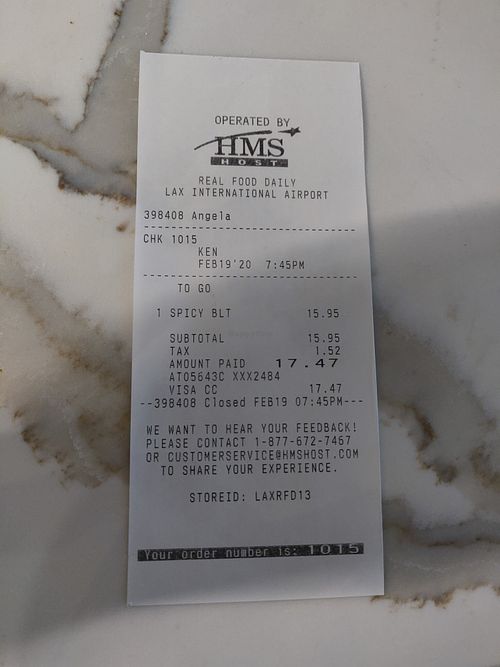 OPERATED BY
HMS
HOST
REAL FOOD DAILY
LAX INTERNATIONAL AIRPORT
398408 Angela
CHK 1015
KEN
FEB19'20 7:45PM
TO GO
1 SPICY BLT 15.95
SUBTOTAL 15.95
TAX 1.52
AMOUNT PAID 17.47
AT05643C XXX2484
VISA CC 17.47
--398408 Closed FEB19 07:45PM---
WE WANT TO HEAR YOUR FEEDBACK!
PLEASE CONTACT 1-877-672-7467
OR CUSTOMERSERVICE@HMSHOST.COM
TO SHARE YOUR EXPERIENCE.
STOREID: LAXRFD13
Your order number is: 1015